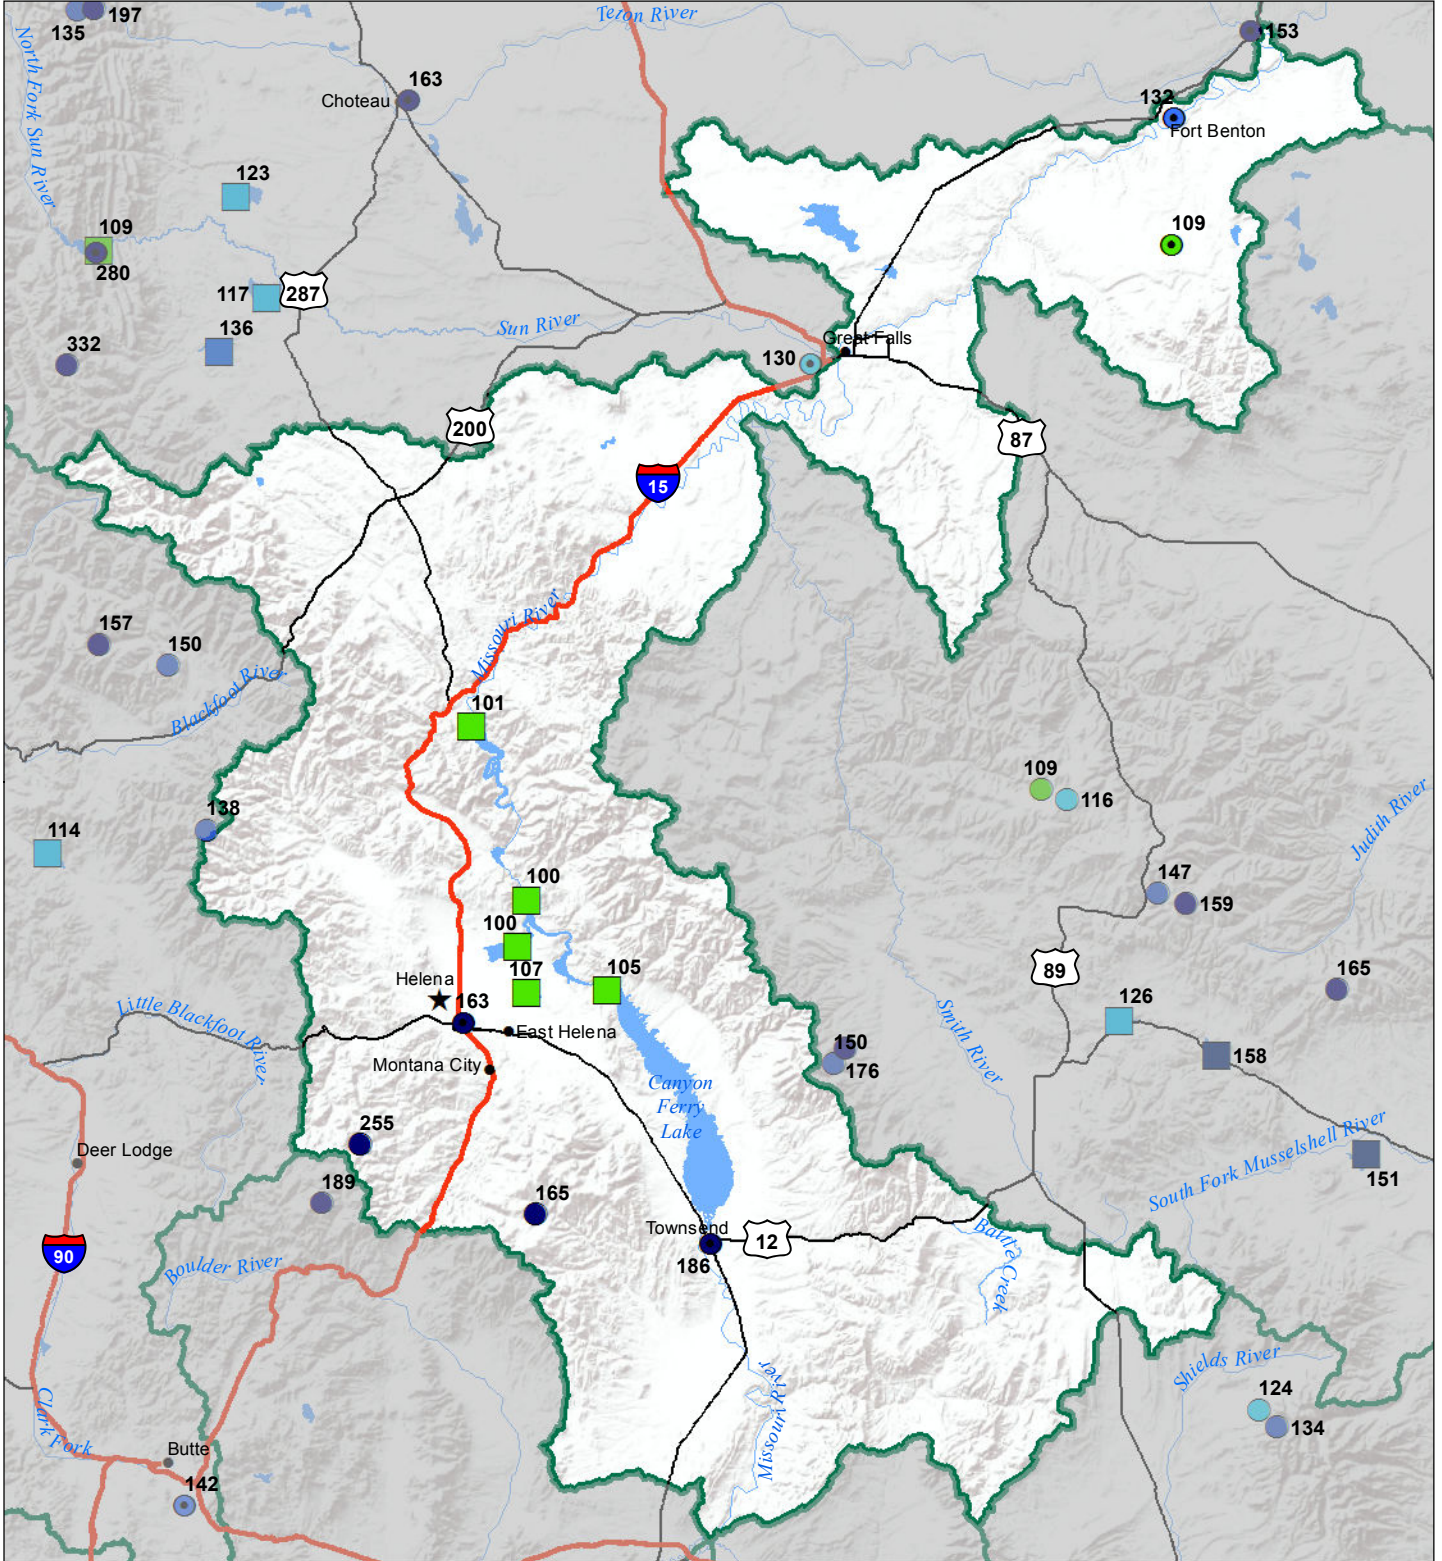 135
197
Teton River
153
North Fork Sun River
163
Choteau
132
Fort Benton
123
109
280
109
117
287
136
Sun River
332
130
Great Falls
200
87
15
157
150
Blackfoot River
Missouri River
101
109
116
138
114
Judith River
147
159
100
100
107
105
Helena
163
East Helena
89
165
126
158
Little Blackfoot River
Montana City
Canyon
Ferry
Lake
150
176
Smith River
255
Deer Lodge
189
165
South Fork Musselshell River
151
Townsend
186
12
Battle Creek
90
Boulder River
Missouri River
Shields River
124
134
Clark Fork
Butte
142